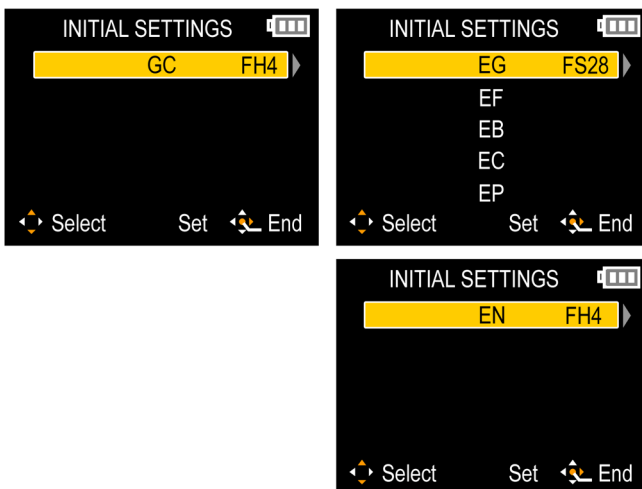 INITIAL SETTINGS
GC FH4
Select Set End
INITIAL SETTINGS
EG FS28
EF
EB
EC
EP
Select Set End
INITIAL SETTINGS
EN FH4
Select Set End